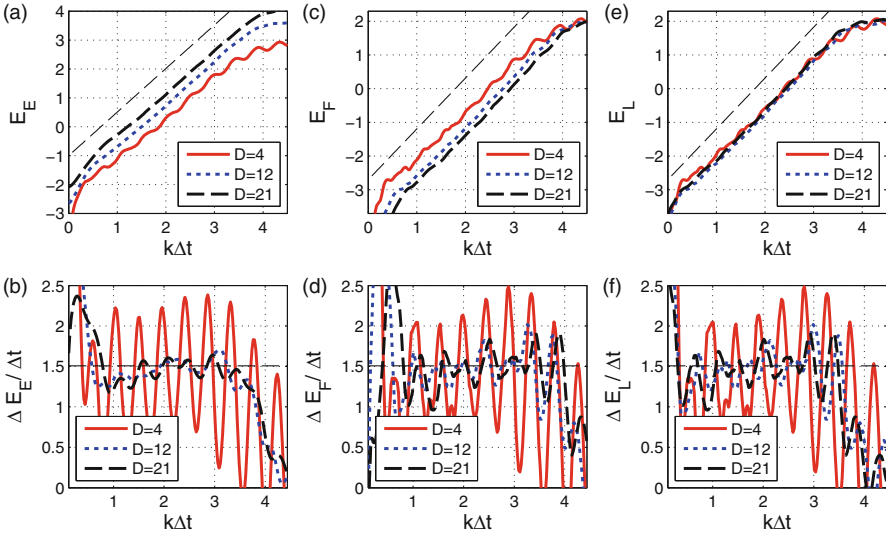 (a)
4
3
2
1
0
−1
−2
−3
E_E
0 1 2 3 4
kΔt
D=4
D=12
D=21
(c)
2
1
0
−1
−2
−3
E_F
0 1 2 3 4
kΔt
D=4
D=12
D=21
(e)
2
1
0
−1
−2
−3
E_L
0 1 2 3 4
kΔt
D=4
D=12
D=21
(b)
2.5
2
1.5
1
0.5
0
Δ E_E/ Δt
1 2 3 4
kΔt
D=4
D=12
D=21
(d)
2.5
2
1.5
1
0.5
0
Δ E_F/ Δt
1 2 3 4
kΔt
D=4
D=12
D=21
(f)
2.5
2
1.5
1
0.5
0
Δ E_L/ Δt
1 2 3 4
kΔt
D=4
D=12
D=21